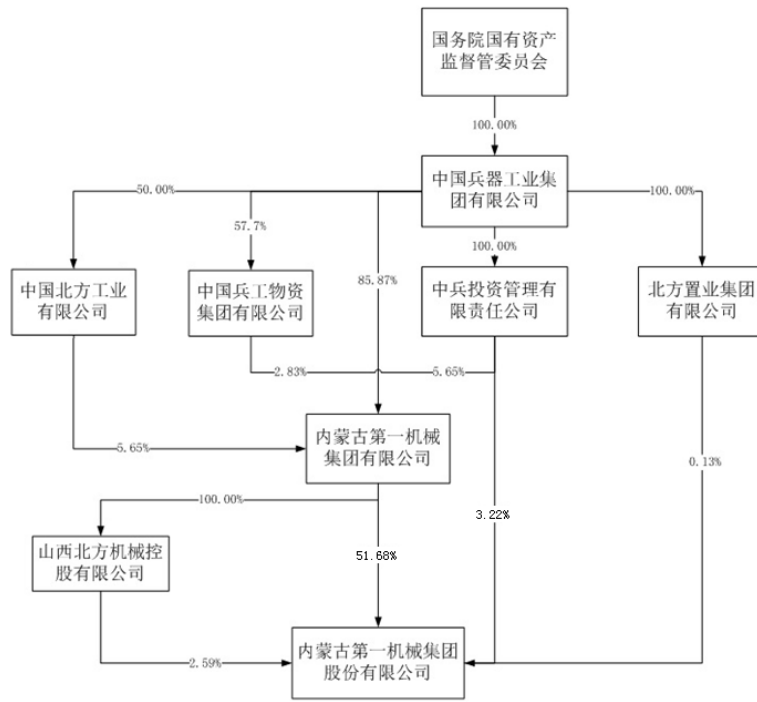 国务院国有资产
监督管委员会
100.00%
中国兵器工业集
团有限公司
50.00%
57.7%
85.87%
100.00%
100.00%
中国北方工业
有限公司
中国兵工物资
集团有限公司
中兵投资管理有
限责任公司
北方置业集团
有限公司
2.83%
5.65%
5.65%
内蒙古第一机械
集团有限公司
0.13%
100.00%
3.22%
山西北方机械控
股有限公司
51.68%
2.59%
内蒙古第一机械集团
股份有限公司